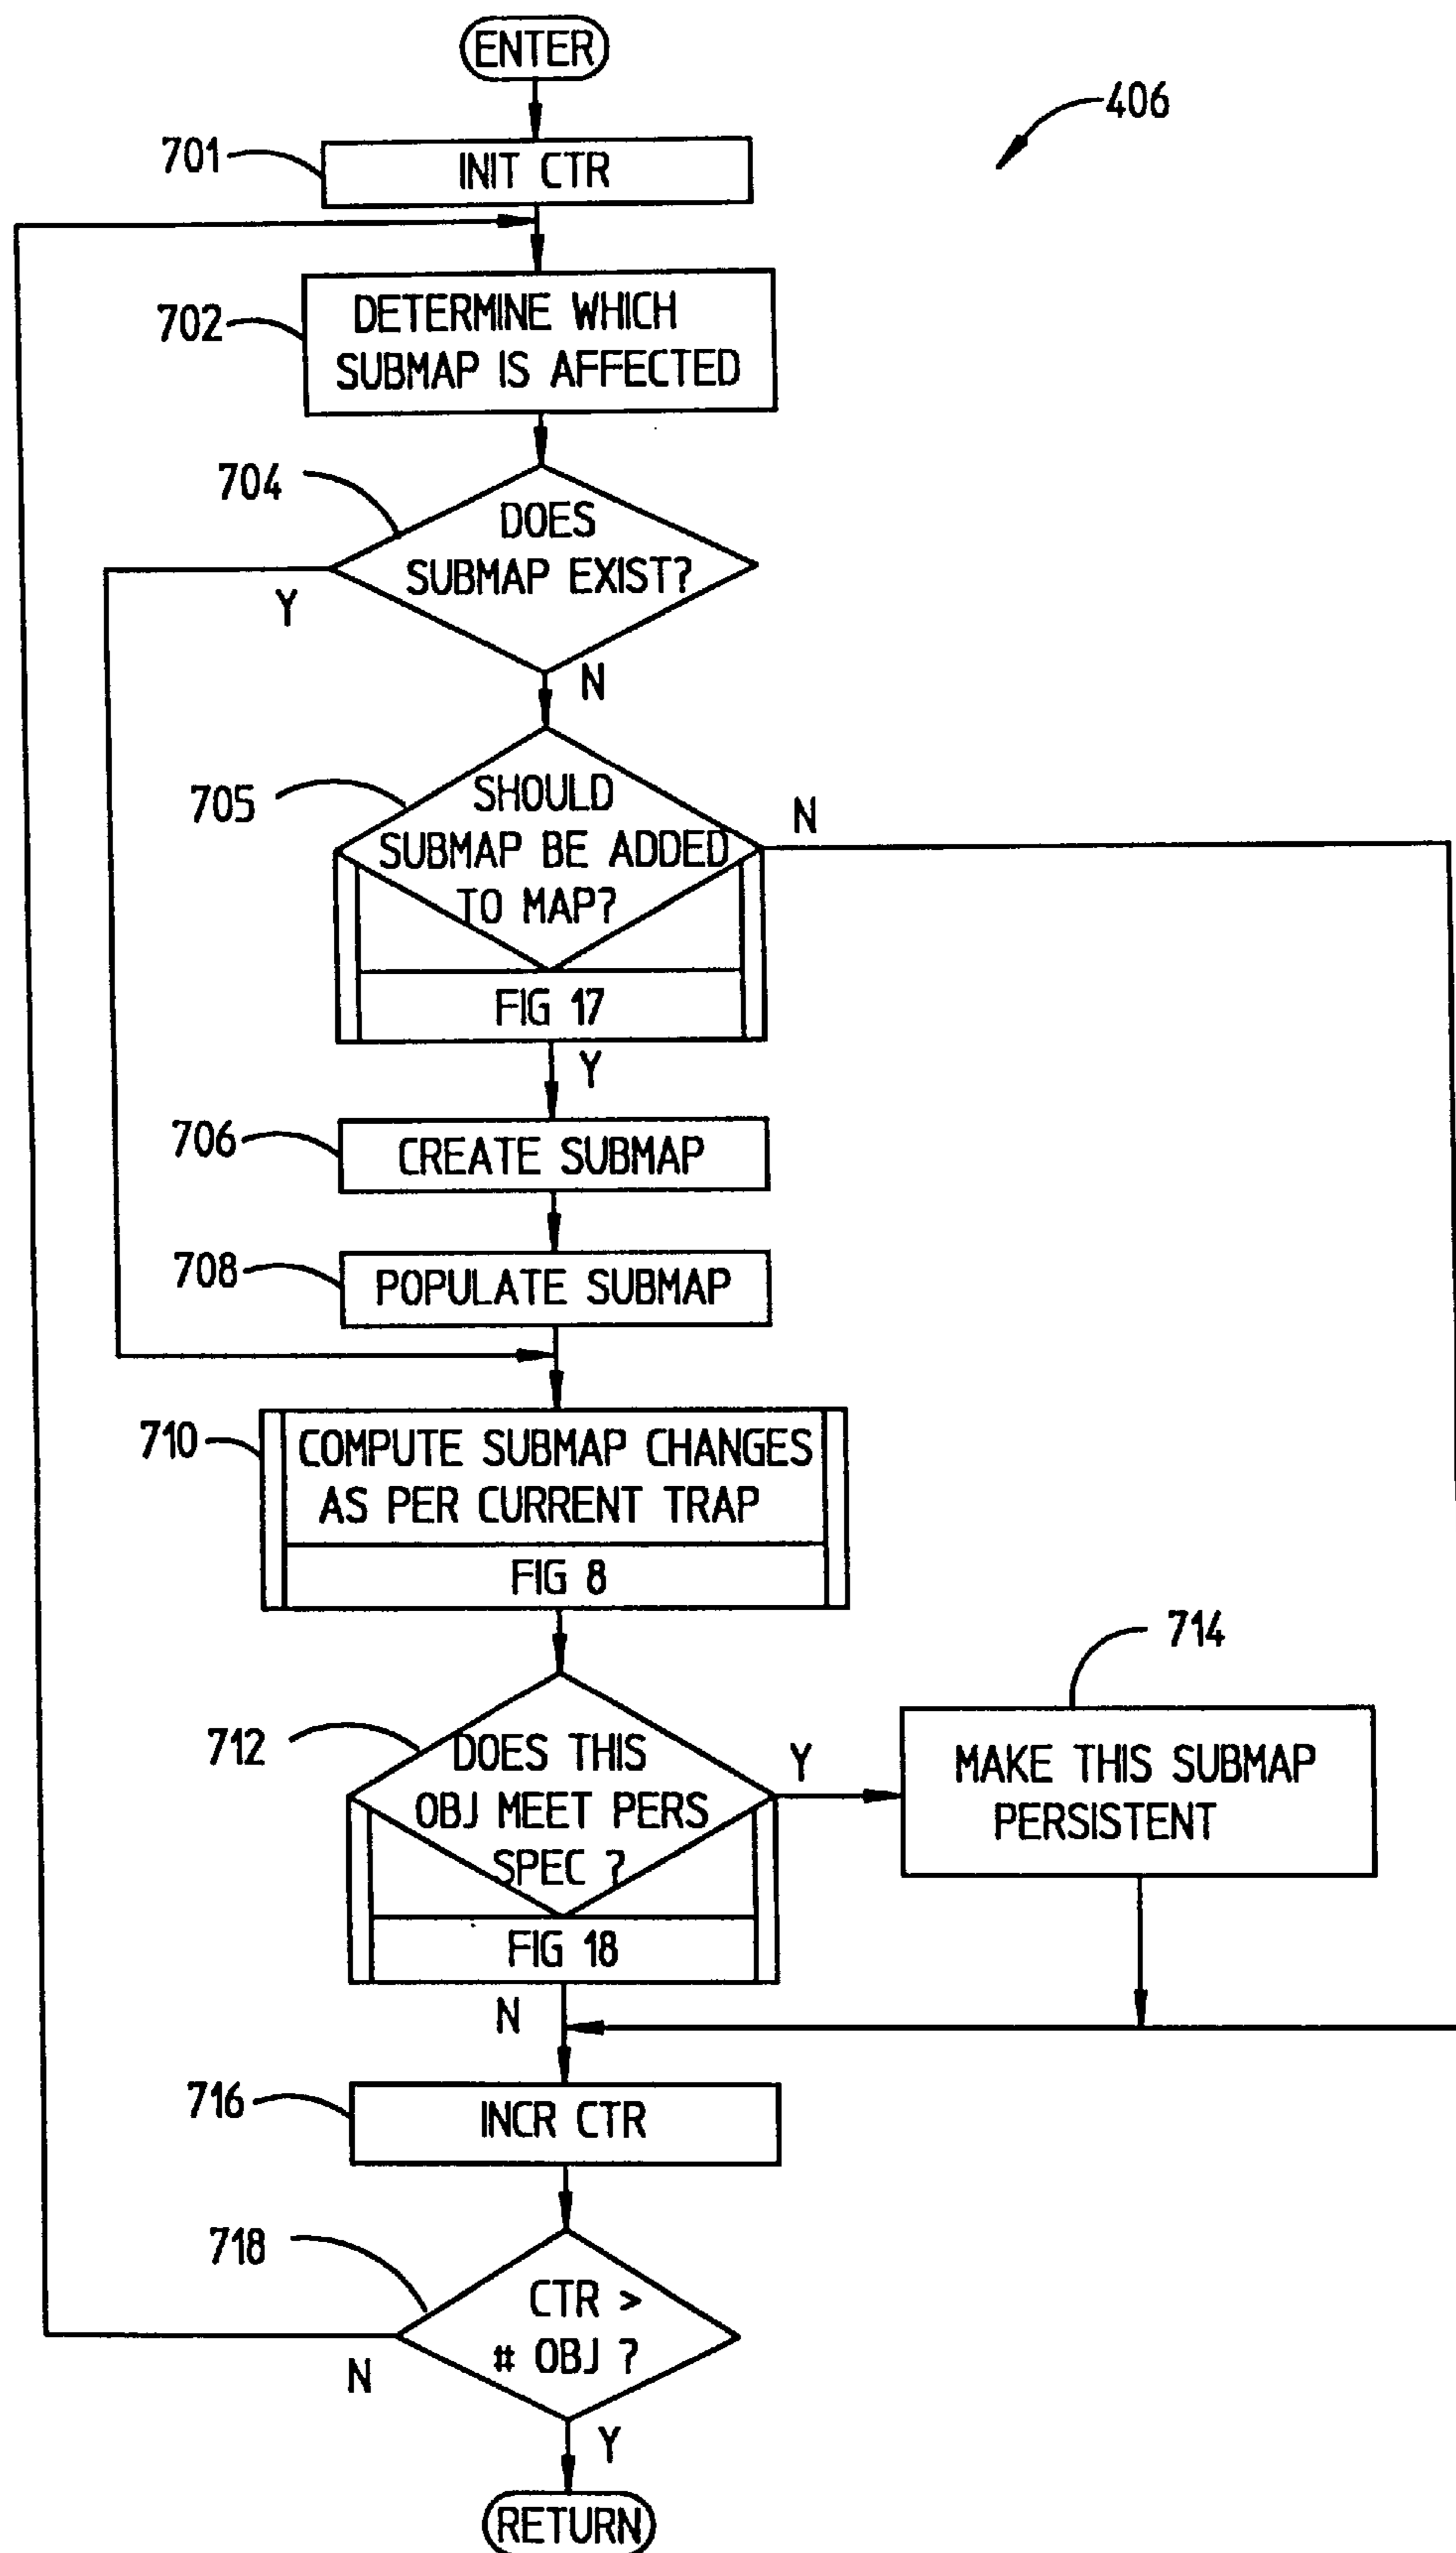 ENTER
406
701
INIT CTR
702
DETERMINE WHICH
SUBMAP IS AFFECTED
704
DOES
SUBMAP EXIST?
Y
N
705
SHOULD
SUBMAP BE ADDED
TO MAP?
N
FIG 17
Y
706
CREATE SUBMAP
708
POPULATE SUBMAP
710
COMPUTE SUBMAP CHANGES
AS PER CURRENT TRAP
FIG 8
712
DOES THIS
OBJ MEET PERS
SPEC ?
Y
714
MAKE THIS SUBMAP
PERSISTENT
FIG 18
N
716
INCR CTR
718
CTR >
# OBJ ?
N
Y
RETURN